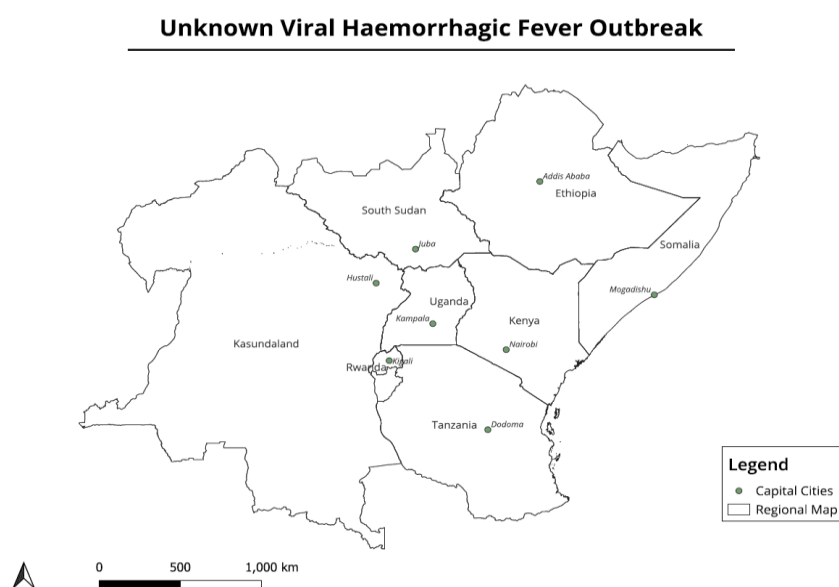 Unknown Viral Haemorrhagic Fever Outbreak
Addis Ababa
Ethiopia
South Sudan
Juba
Somalia
Hustali
Mogadishu
Uganda
Kampala
Kenya
Nairobi
Kasundaland
Kigali
Rwanda
Tanzania
Dodoma
Legend
Capital Cities
Regional Map
0 500 1,000 km